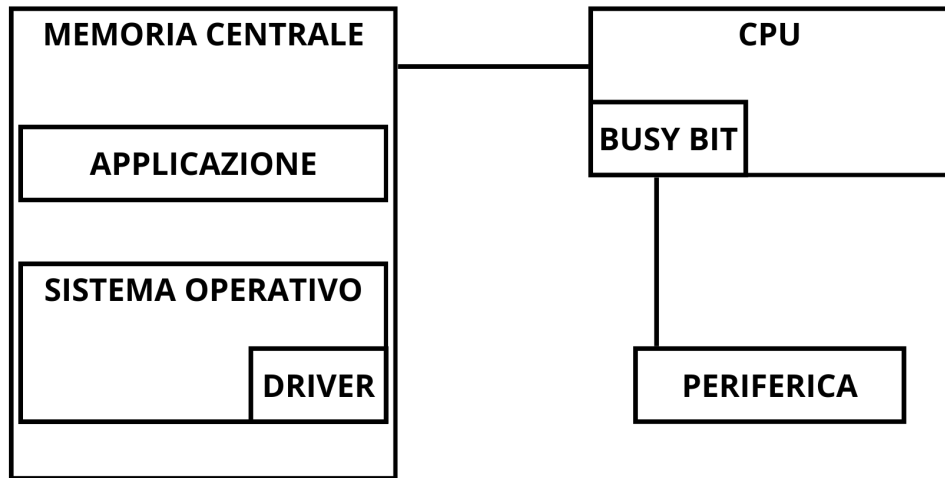 MEMORIA CENTRALE
APPLICAZIONE
SISTEMA OPERATIVO
DRIVER
CPU
BUSY BIT
PERIFERICA